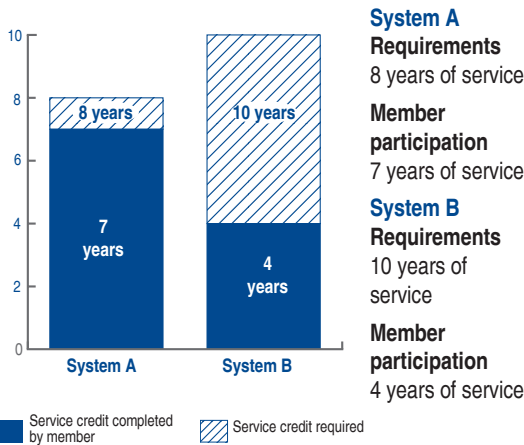 10
8
6
4
2
0
8 years
7
years
10 years
4
years
System A
System B
Service credit completed
by member
Service credit required
System A
Requirements
8 years of service
Member
participation
7 years of service
System B
Requirements
10 years of
service
Member
participation
4 years of service